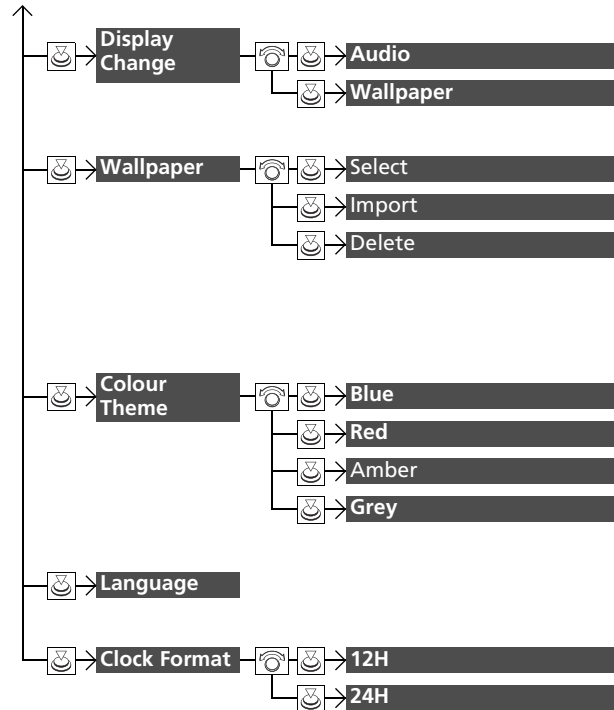 Display
Change
Audio
Wallpaper
Wallpaper
Select
Import
Delete
Colour
Theme
Blue
Red
Amber
Grey
Language
Clock Format
12H
24H